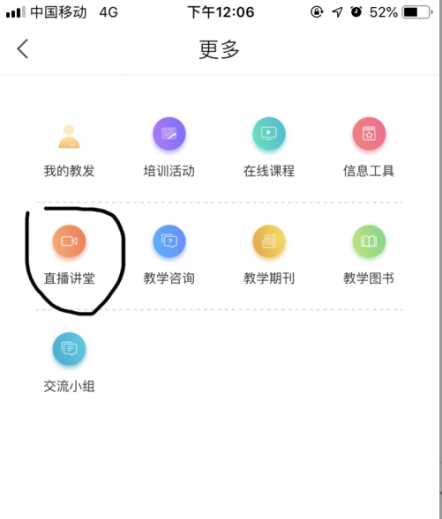 中国移动 4G 下午12:06 52%
更多
我的教发 培训活动 在线课程 信息工具
直播讲堂 教学咨询 教学期刊 教学图书
交流小组